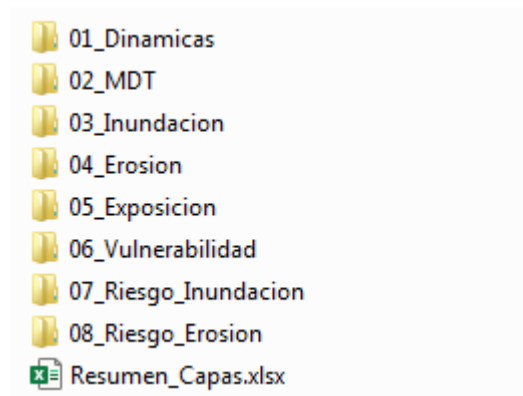 01_Dinamicas
02_MDT
03_Inundacion
04_Erosion
05_Exposicion
06_Vulnerabilidad
07_Riesgo_Inundacion
08_Riesgo_Erosion
Resumen_Capas.xlsx